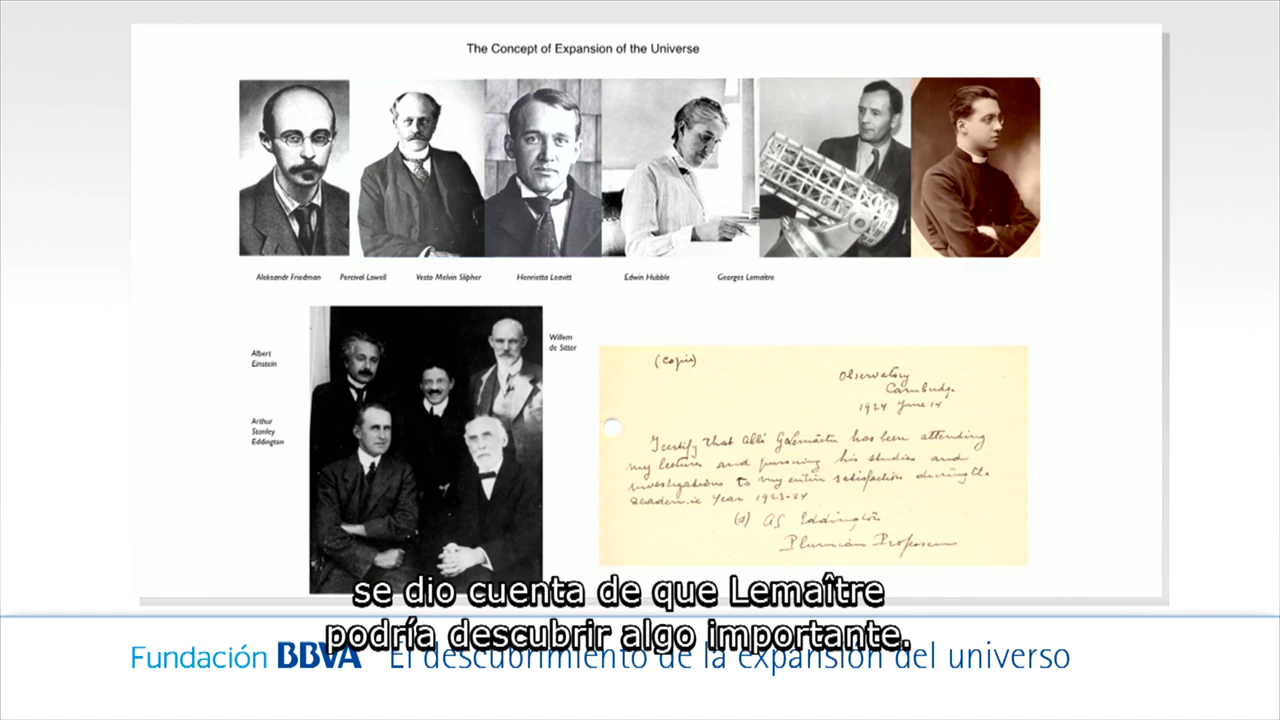 The Concept of Expansion of the Universe
Aleksandr Friedman Percival Lowell Vesto Melvin Slipher Henrietta Leavitt Edwin Hubble Georges Lemaitre
Albert
Einstein
Willem
de Sitter
Arthur
Stanley
Eddington
(copie)
Observatory
Cambridge
1924 June 14
I certify that Abbé G Lemaître has been attending
my lectures and pursuing his studies and
investigations to my entire satisfaction during the
academic year 1923-24
(s) AS Eddington
Plumian Professor
se dio cuenta de que Lemaître
podría descubrir algo importante.
Fundación BBVA El descubrimiento de la expansión del universo